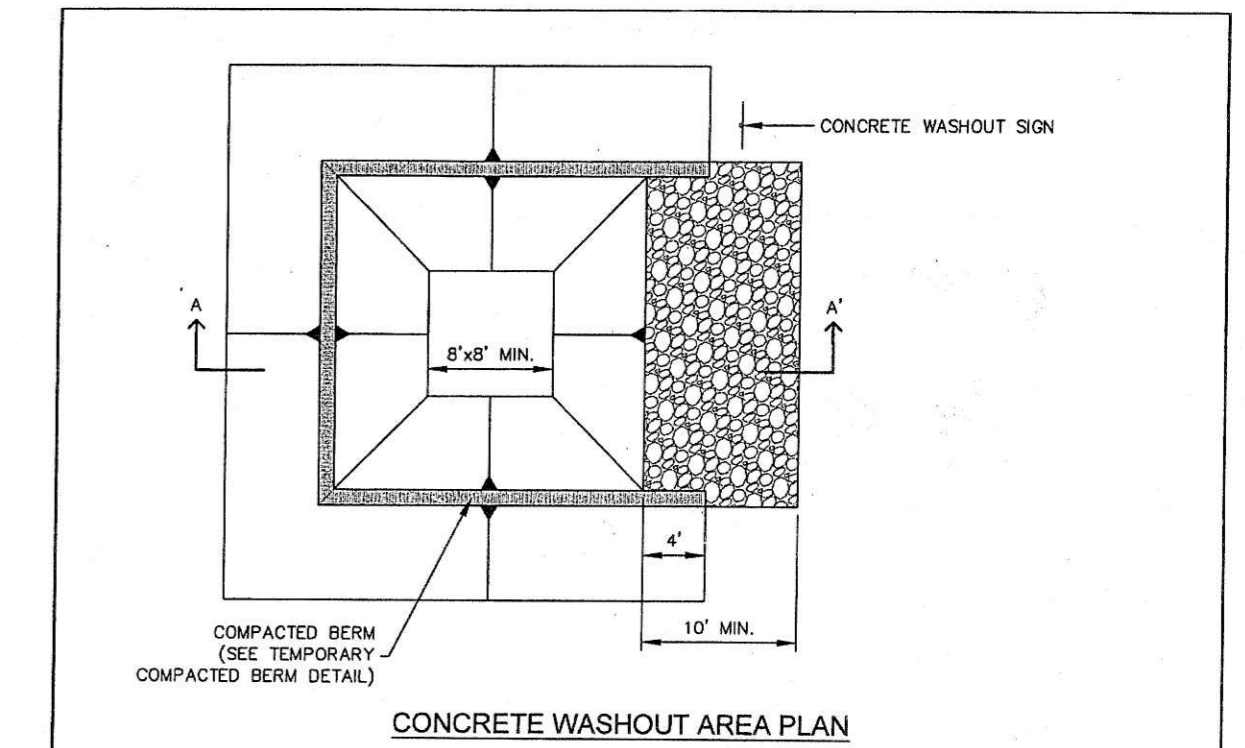 CONCRETE WASHOUT SIGN
A
A'
8'x8' MIN.
4'
10' MIN.
COMPACTED BERM
(SEE TEMPORARY
COMPACTED BERM DETAIL)
CONCRETE WASHOUT AREA PLAN